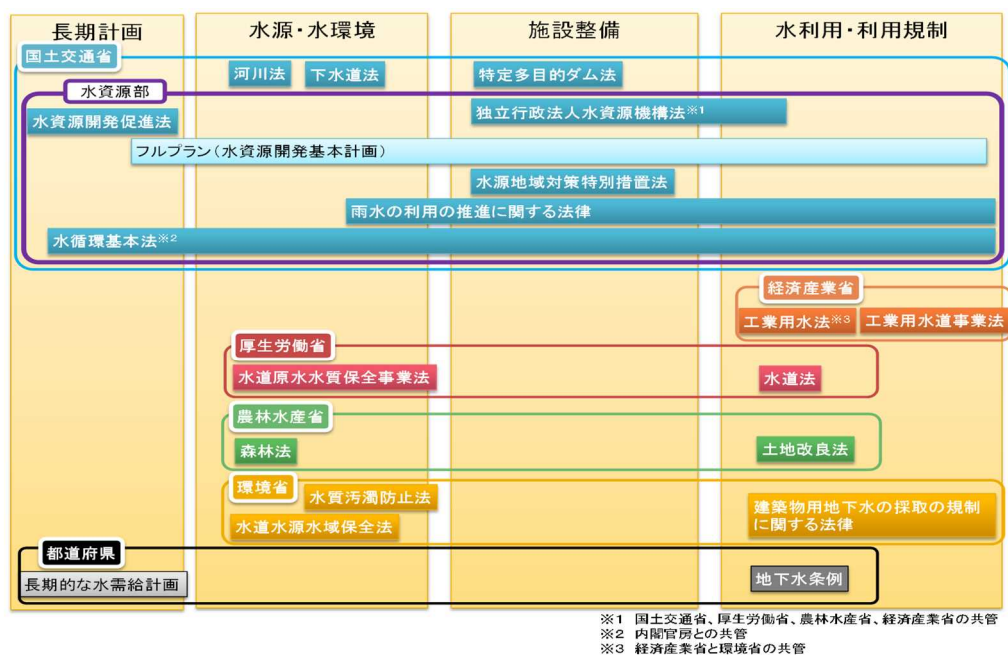 長期計画
水源・水環境
施設整備
水利用・利用規制
国土交通省
河川法
下水道法
特定多目的ダム法
水資源部
水資源開発促進法
独立行政法人水資源機構法※1
フルプラン（水資源開発基本計画）
水源地域対策特別措置法
雨水の利用の推進に関する法律
水循環基本法※2
経済産業省
工業用水法※3
工業用水道事業法
厚生労働省
水道原水水質保全事業法
水道法
農林水産省
森林法
土地改良法
環境省
水質汚濁防止法
水道水源水域保全法
建築物用地下水の採取の規制
に関する法律
都道府県
長期的な水需給計画
地下水条例
※1 国土交通省、厚生労働省、農林水産省、経済産業省の共管
※2 内閣官房との共管
※3 経済産業省と環境省の共管